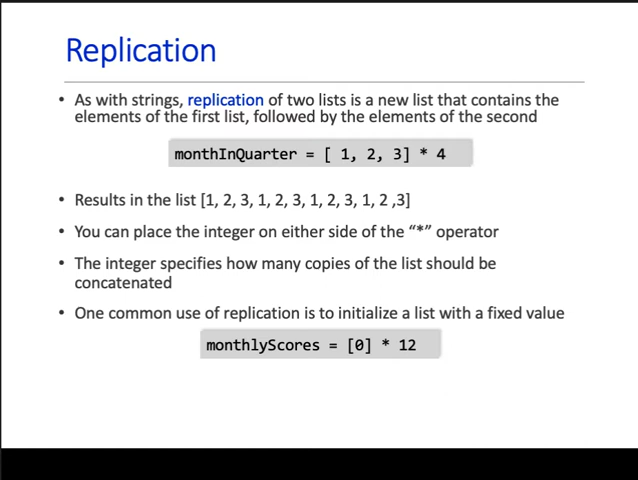 Replication
• As with strings, replication of two lists is a new list that contains the
elements of the first list, followed by the elements of the second
monthInQuarter = [ 1, 2, 3] * 4
• Results in the list [1, 2, 3, 1, 2, 3, 1, 2, 3, 1, 2 ,3]
• You can place the integer on either side of the “*” operator
• The integer specifies how many copies of the list should be
concatenated
• One common use of replication is to initialize a list with a fixed value
monthlyScores = [0] * 12